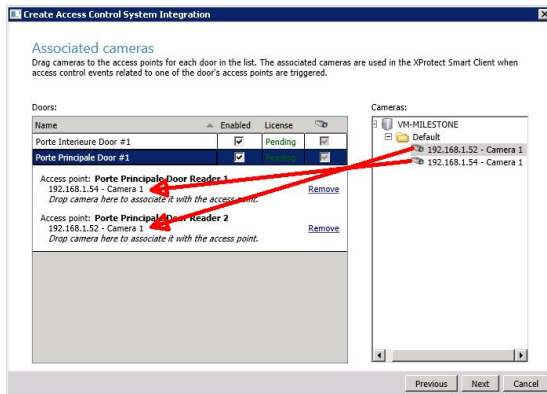 Create Access Control System Integration
Associated cameras
Drag cameras to the access points for each door in the list. The associated cameras are used in the XProtect Smart Client when
access control events related to one of the door's access points are triggered.
Doors:
Cameras:
Name Enabled License
Porte Interieure Door #1 Pending
Porte Principale Door #1 Pending
Access point: Porte Principale Door Reader 1
192.168.1.54 - Camera 1 Remove
Drop camera here to associate it with the access point.
Access point: Porte Principale Door Reader 2
192.168.1.52 - Camera 1 Remove
Drop camera here to associate it with the access point.
VM-MILESTONE
Default
192.168.1.52 - Camera 1
192.168.1.54 - Camera 1
Previous Next Cancel